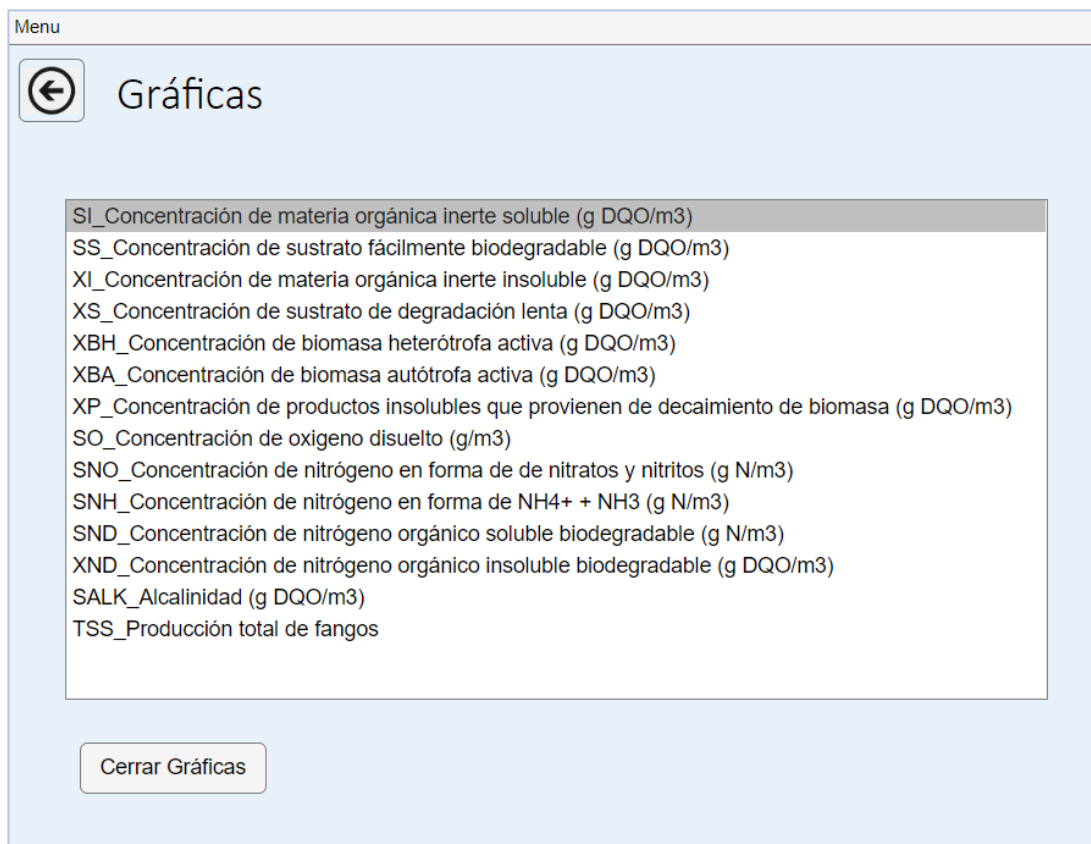 Menu
Gráficas
SI_Concentración de materia orgánica inerte soluble (g DQO/m3)
SS_Concentración de sustrato fácilmente biodegradable (g DQO/m3)
XI_Concentración de materia orgánica inerte insoluble (g DQO/m3)
XS_Concentración de sustrato de degradación lenta (g DQO/m3)
XBH_Concentración de biomasa heterótrofa activa (g DQO/m3)
XBA_Concentración de biomasa autótrofa activa (g DQO/m3)
XP_Concentración de productos insolubles que provienen de decaimiento de biomasa (g DQO/m3)
SO_Concentración de oxigeno disuelto (g/m3)
SNO_Concentración de nitrógeno en forma de de nitratos y nitritos (g N/m3)
SNH_Concentración de nitrógeno en forma de NH4+ + NH3 (g N/m3)
SND_Concentración de nitrógeno orgánico soluble biodegradable (g N/m3)
XND_Concentración de nitrógeno orgánico insoluble biodegradable (g DQO/m3)
SALK_Alcalinidad (g DQO/m3)
TSS_Producción total de fangos
Cerrar Gráficas